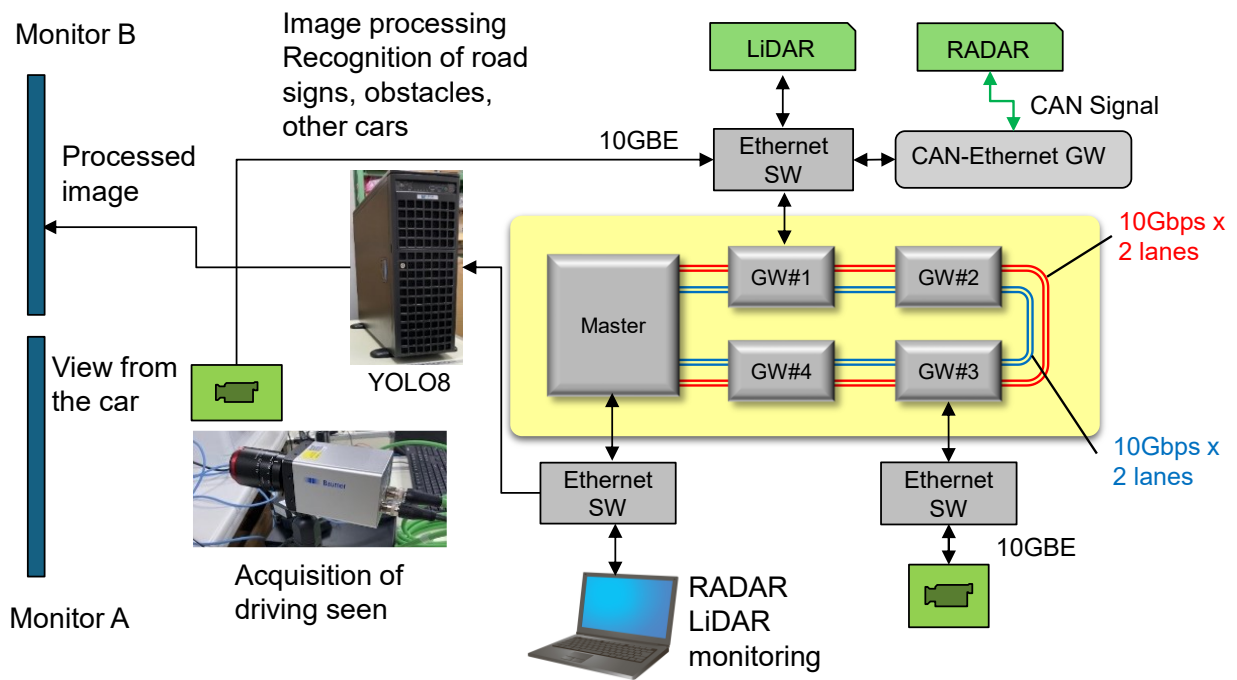 Monitor B
Image processing
Recognition of road
signs, obstacles,
other cars
LiDAR
RADAR
CAN Signal
10GBE
Ethernet
SW
CAN-Ethernet GW
Processed
image
10Gbps x
2 lanes
GW#1
GW#2
Master
GW#4
GW#3
View from
the car
YOLO8
10Gbps x
2 lanes
Baumer
Ethernet
SW
Ethernet
SW
10GBE
Acquisition of
driving seen
Monitor A
RADAR
LiDAR
monitoring